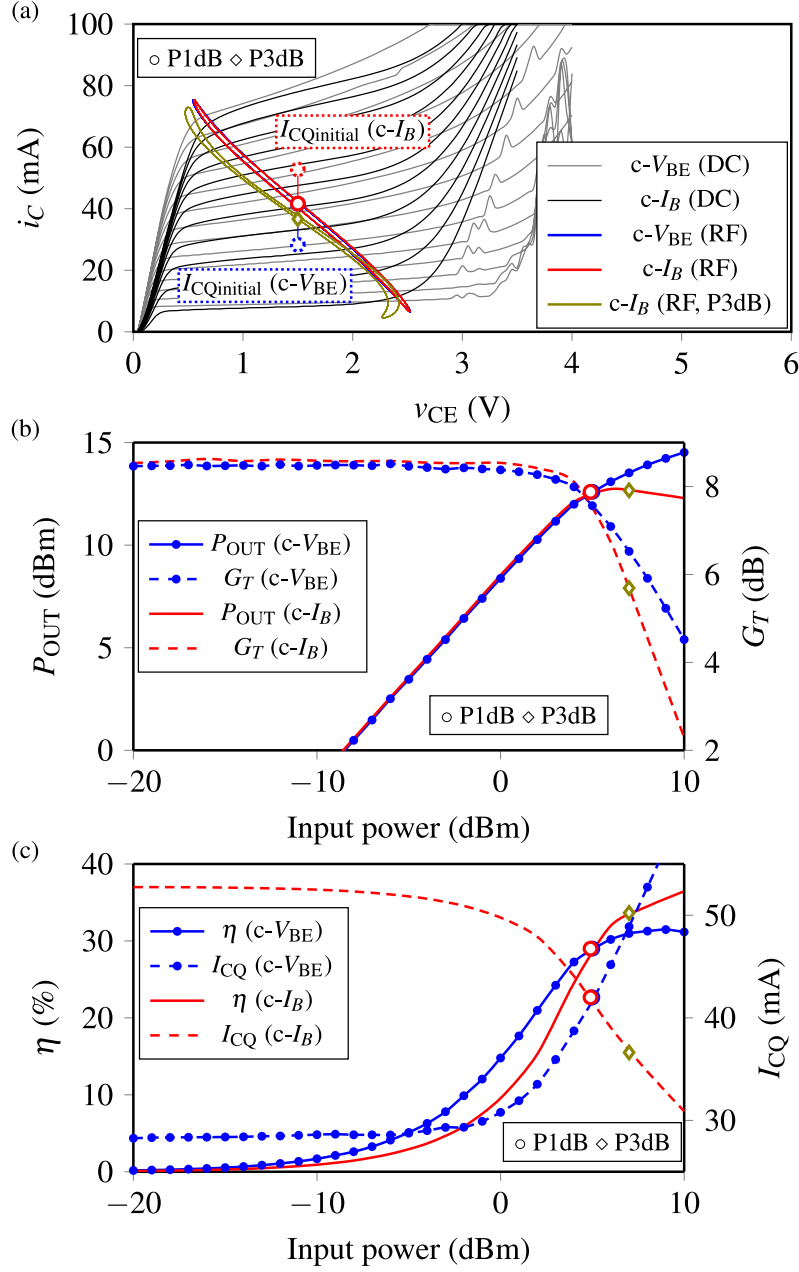 (a)
100
80
60
40
20
0
i_C (mA)
○ P1dB ◇ P3dB
I_CQinitial (c-I_B)
I_CQinitial (c-V_BE)
c-V_BE (DC)
c-I_B (DC)
c-V_BE (RF)
c-I_B (RF)
c-I_B (RF, P3dB)
0 1 2 3 4 5 6
v_CE (V)
(b)
15
10
5
0
P_OUT (dBm)
P_OUT (c-V_BE)
G_T (c-V_BE)
P_OUT (c-I_B)
G_T (c-I_B)
○ P1dB ◇ P3dB
8
6
4
2
G_T (dB)
−20 −10 0 10
Input power (dBm)
(c)
40
30
20
10
0
η (%)
η (c-V_BE)
I_CQ (c-V_BE)
η (c-I_B)
I_CQ (c-I_B)
○ P1dB ◇ P3dB
50
40
30
I_CQ (mA)
−20 −10 0 10
Input power (dBm)